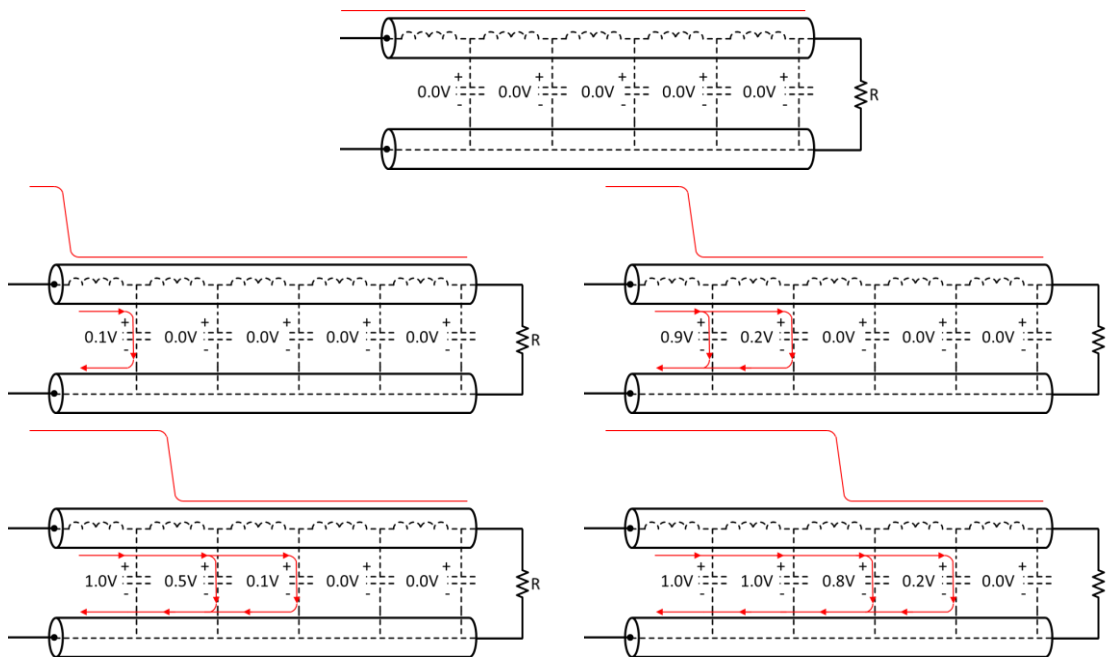 + + + + +
0.0V 0.0V 0.0V 0.0V 0.0V R
- - - - -
+ + + + +
0.1V 0.0V 0.0V 0.0V 0.0V R
- - - - -
+ + + + +
0.9V 0.2V 0.0V 0.0V 0.0V
- - - - -
+ + + + +
1.0V 0.5V 0.1V 0.0V 0.0V R
- - - - -
+ + + + +
1.0V 1.0V 0.8V 0.2V 0.0V
- - - - -